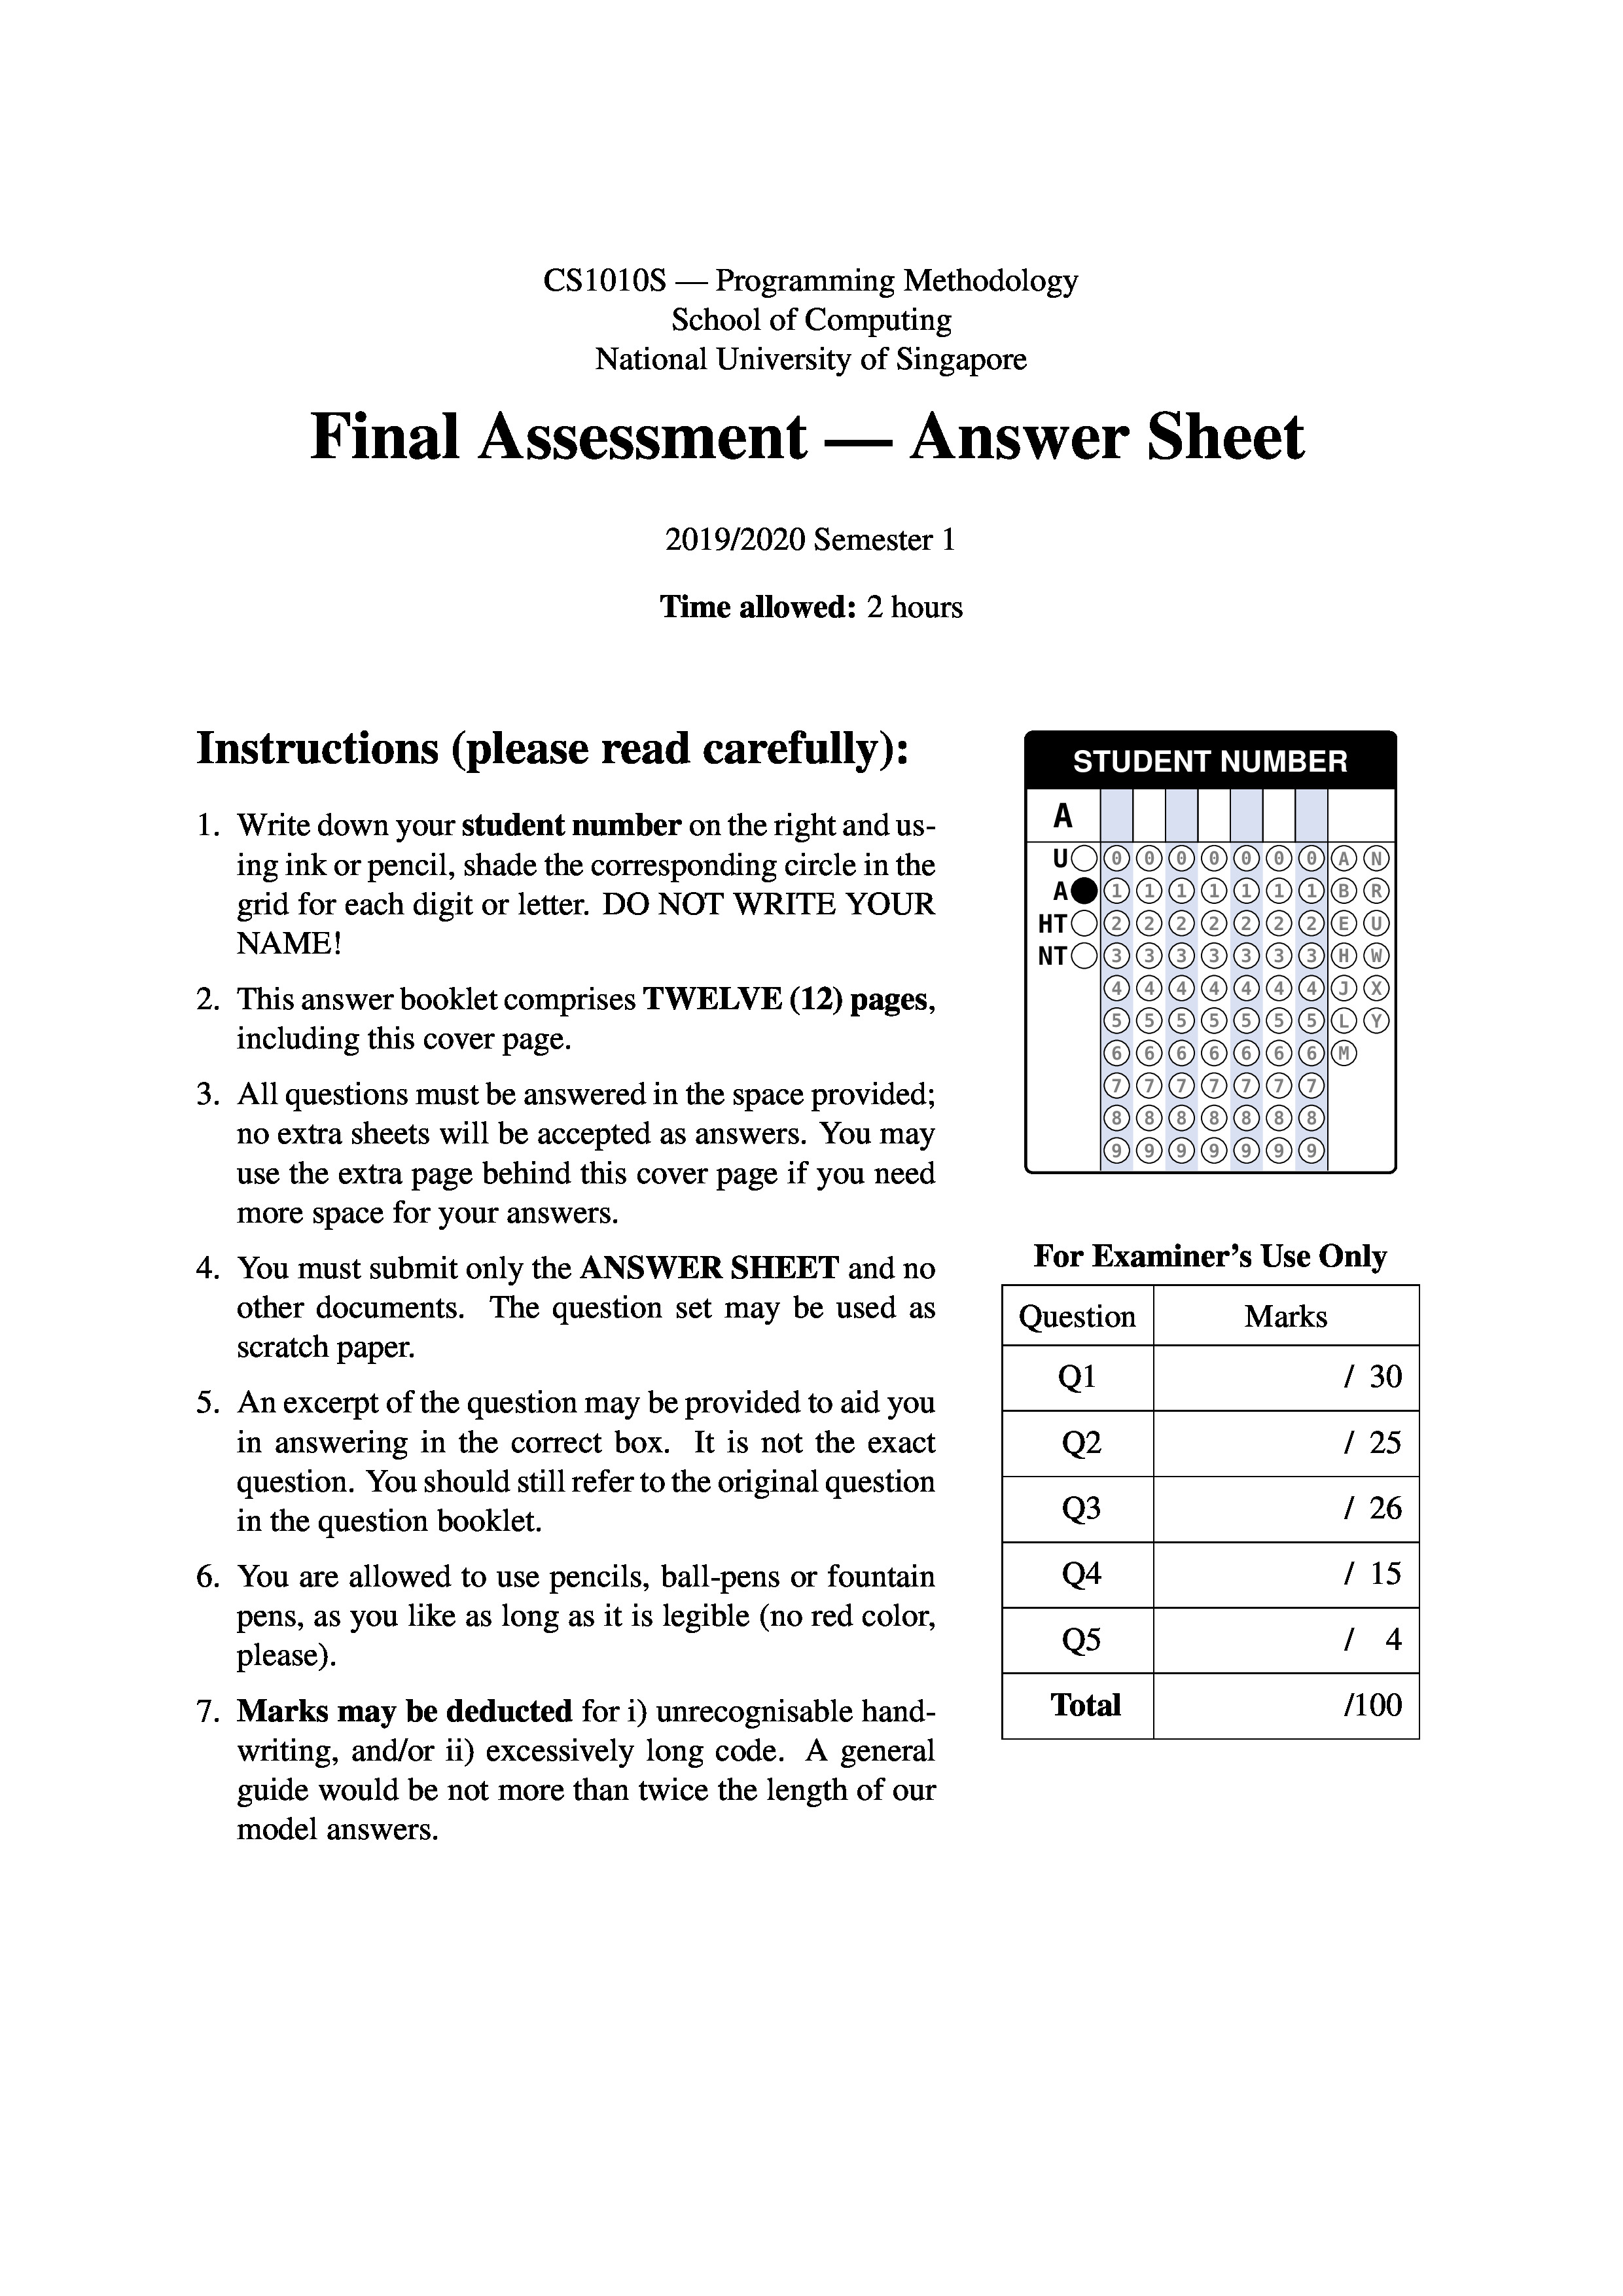 CS1010S — Programming Methodology
School of Computing
National University of Singapore
Final Assessment — Answer Sheet
2019/2020 Semester 1
Time allowed: 2 hours
Instructions (please read carefully):
1. Write down your student number on the right and us-
ing ink or pencil, shade the corresponding circle in the
grid for each digit or letter. DO NOT WRITE YOUR
NAME!
2. This answer booklet comprises TWELVE (12) pages,
including this cover page.
3. All questions must be answered in the space provided;
no extra sheets will be accepted as answers. You may
use the extra page behind this cover page if you need
more space for your answers.
4. You must submit only the ANSWER SHEET and no
other documents. The question set may be used as
scratch paper.
5. An excerpt of the question may be provided to aid you
in answering in the correct box. It is not the exact
question. You should still refer to the original question
in the question booklet.
6. You are allowed to use pencils, ball-pens or fountain
pens, as you like as long as it is legible (no red color,
please).
7. Marks may be deducted for i) unrecognisable hand-
writing, and/or ii) excessively long code. A general
guide would be not more than twice the length of our
model answers.
STUDENT NUMBER
A
U 0 0 0 0 0 0 0 A N
A 1 1 1 1 1 1 1 B R
HT 2 2 2 2 2 2 2 E U
NT 3 3 3 3 3 3 3 H W
4 4 4 4 4 4 4 J X
5 5 5 5 5 5 5 L Y
6 6 6 6 6 6 6 M
7 7 7 7 7 7 7
8 8 8 8 8 8 8
9 9 9 9 9 9 9
For Examiner's Use Only
Question Marks
Q1 / 30
Q2 / 25
Q3 / 26
Q4 / 15
Q5 / 4
Total /100